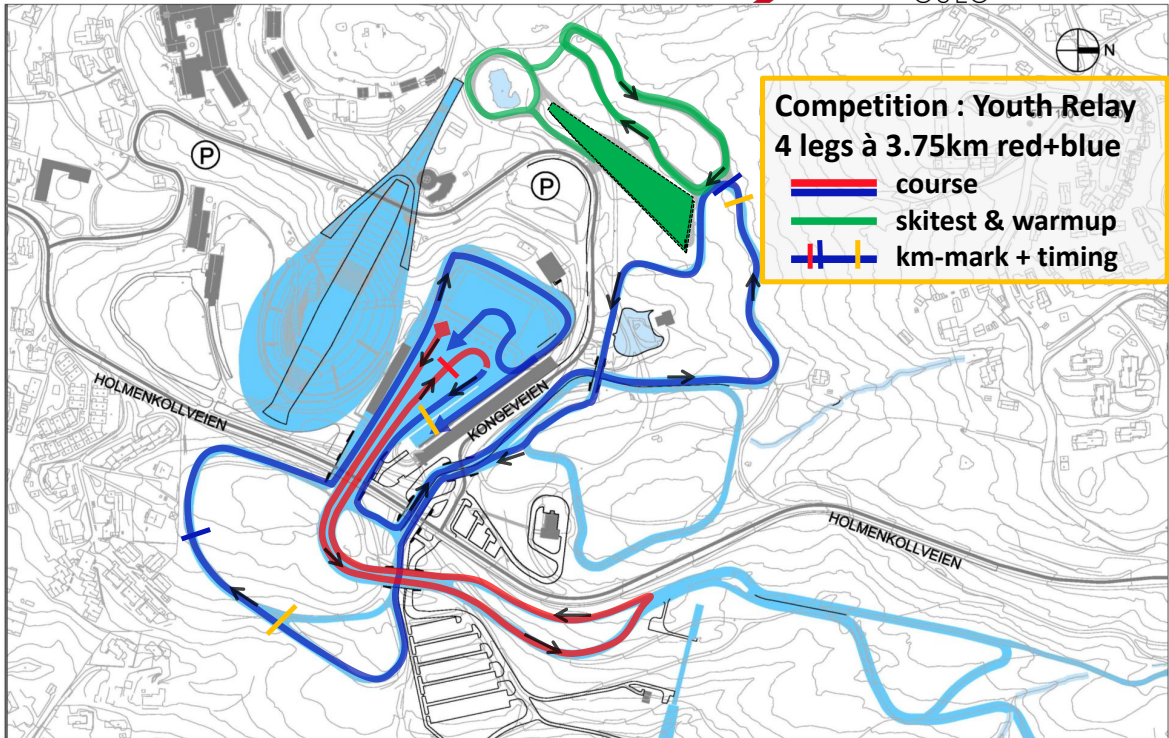 N
Competition : Youth Relay
4 legs à 3.75km red+blue
course
skitest & warmup
km-mark + timing
P
P
HOLMENKOLLVEIEN
KONGEVEIEN
HOLMENKOLLVEIEN